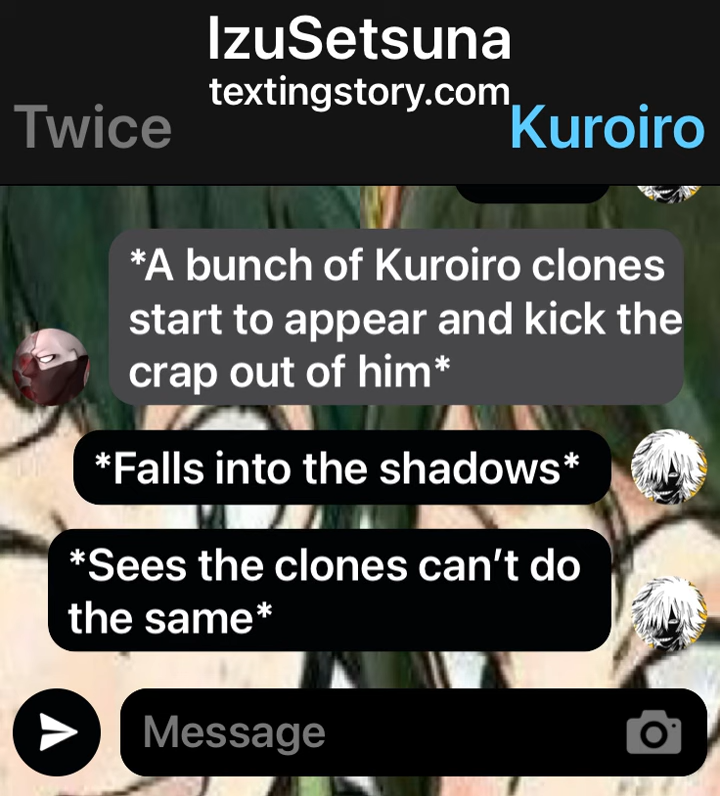 IzuSetsuna
textingstory.com
Twice
Kuroiro
*A bunch of Kuroiro clones
start to appear and kick the
crap out of him*
*Falls into the shadows*
*Sees the clones can’t do
the same*
Message